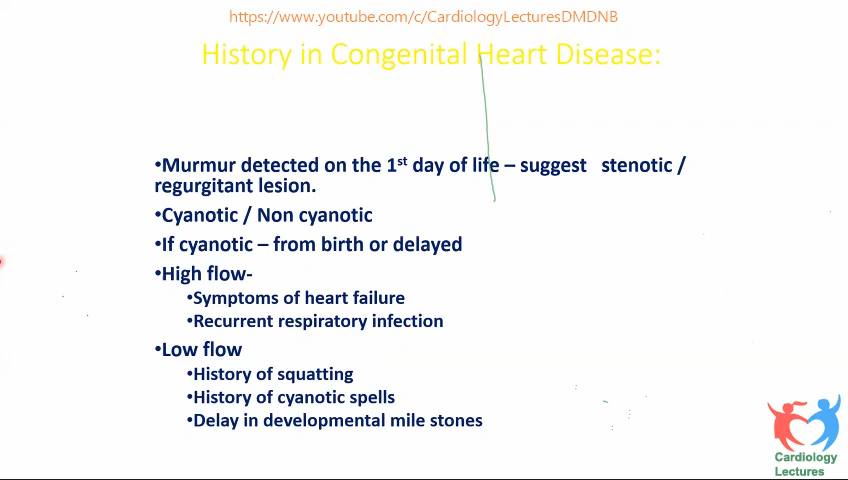 https://www.youtube.com/c/CardiologyLecturesDMDNB
History in Congenital Heart Disease:
•Murmur detected on the 1st day of life – suggest stenotic /
regurgitant lesion.
•Cyanotic / Non cyanotic
•If cyanotic – from birth or delayed
•High flow-
•Symptoms of heart failure
•Recurrent respiratory infection
•Low flow
•History of squatting
•History of cyanotic spells
•Delay in developmental mile stones
Cardiology
Lectures